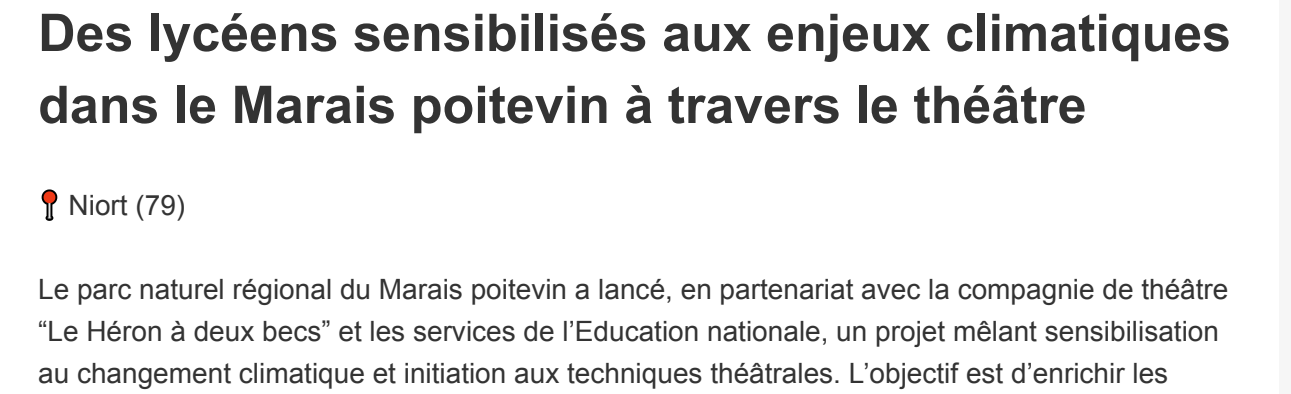 Des lycéens sensibilisés aux enjeux climatiques
dans le Marais poitevin à travers le théâtre
Niort (79)
Le parc naturel régional du Marais poitevin a lancé, en partenariat avec la compagnie de théâtre
“Le Héron à deux becs” et les services de l’Education nationale, un projet mêlant sensibilisation
au changement climatique et initiation aux techniques théâtrales. L’objectif est d’enrichir les